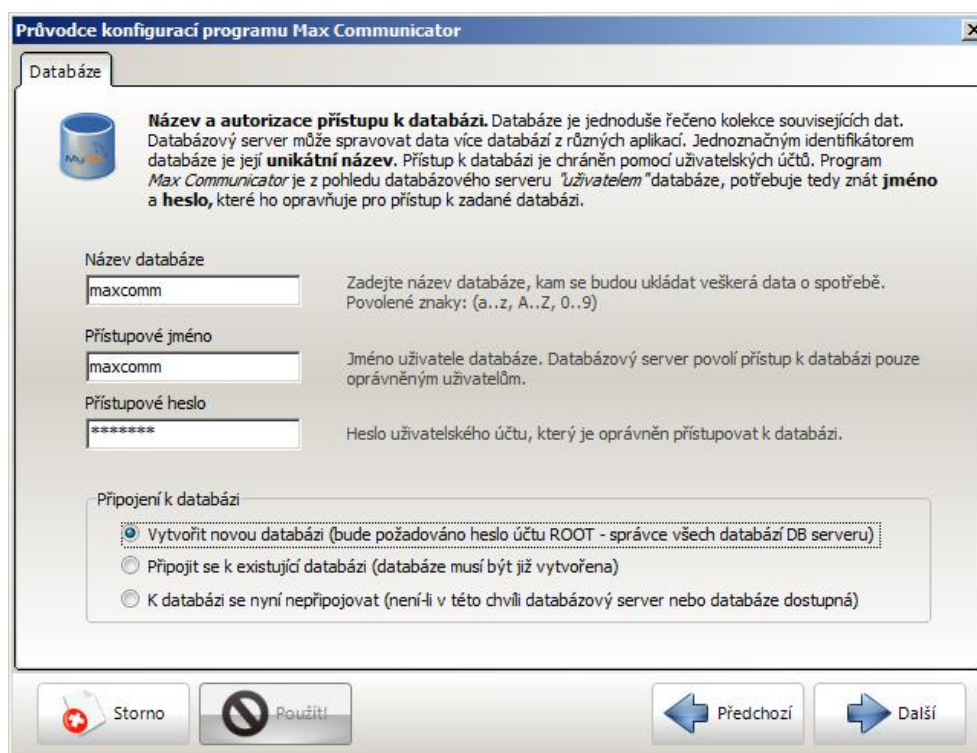 Průvodce konfigurací programu Max Communicator
Databáze
Název a autorizace přístupu k databázi. Databáze je jednoduše řečeno kolekce souvisejících dat.
Databázový server může spravovat data více databází z různých aplikací. Jednoznačným identifikátorem
databáze je její unikátní název. Přístup k databázi je chráněn pomocí uživatelských účtů. Program
Max Communicator je z pohledu databázového serveru "uživatelem" databáze, potřebuje tedy znát jméno
a heslo, které ho opravňuje pro přístup k zadané databázi.
Název databáze
maxcomm
Zadejte název databáze, kam se budou ukládat veškerá data o spotřebě.
Povolené znaky: (a..z, A..Z, 0..9)
Přístupové jméno
maxcomm
Jméno uživatele databáze. Databázový server povolí přístup k databázi pouze
oprávněným uživatelům.
Přístupové heslo
*******
Heslo uživatelského účtu, který je oprávněn přístupovat k databázi.
Připojení k databázi
Vytvořit novou databázi (bude požadováno heslo účtu ROOT - správce všech databází DB serveru)
Připojit se k existující databázi (databáze musí být již vytvořena)
K databázi se nyní nepřipojovat (není-li v této chvíli databázový server nebo databáze dostupná)
Storno
Použít!
Předchozí
Další